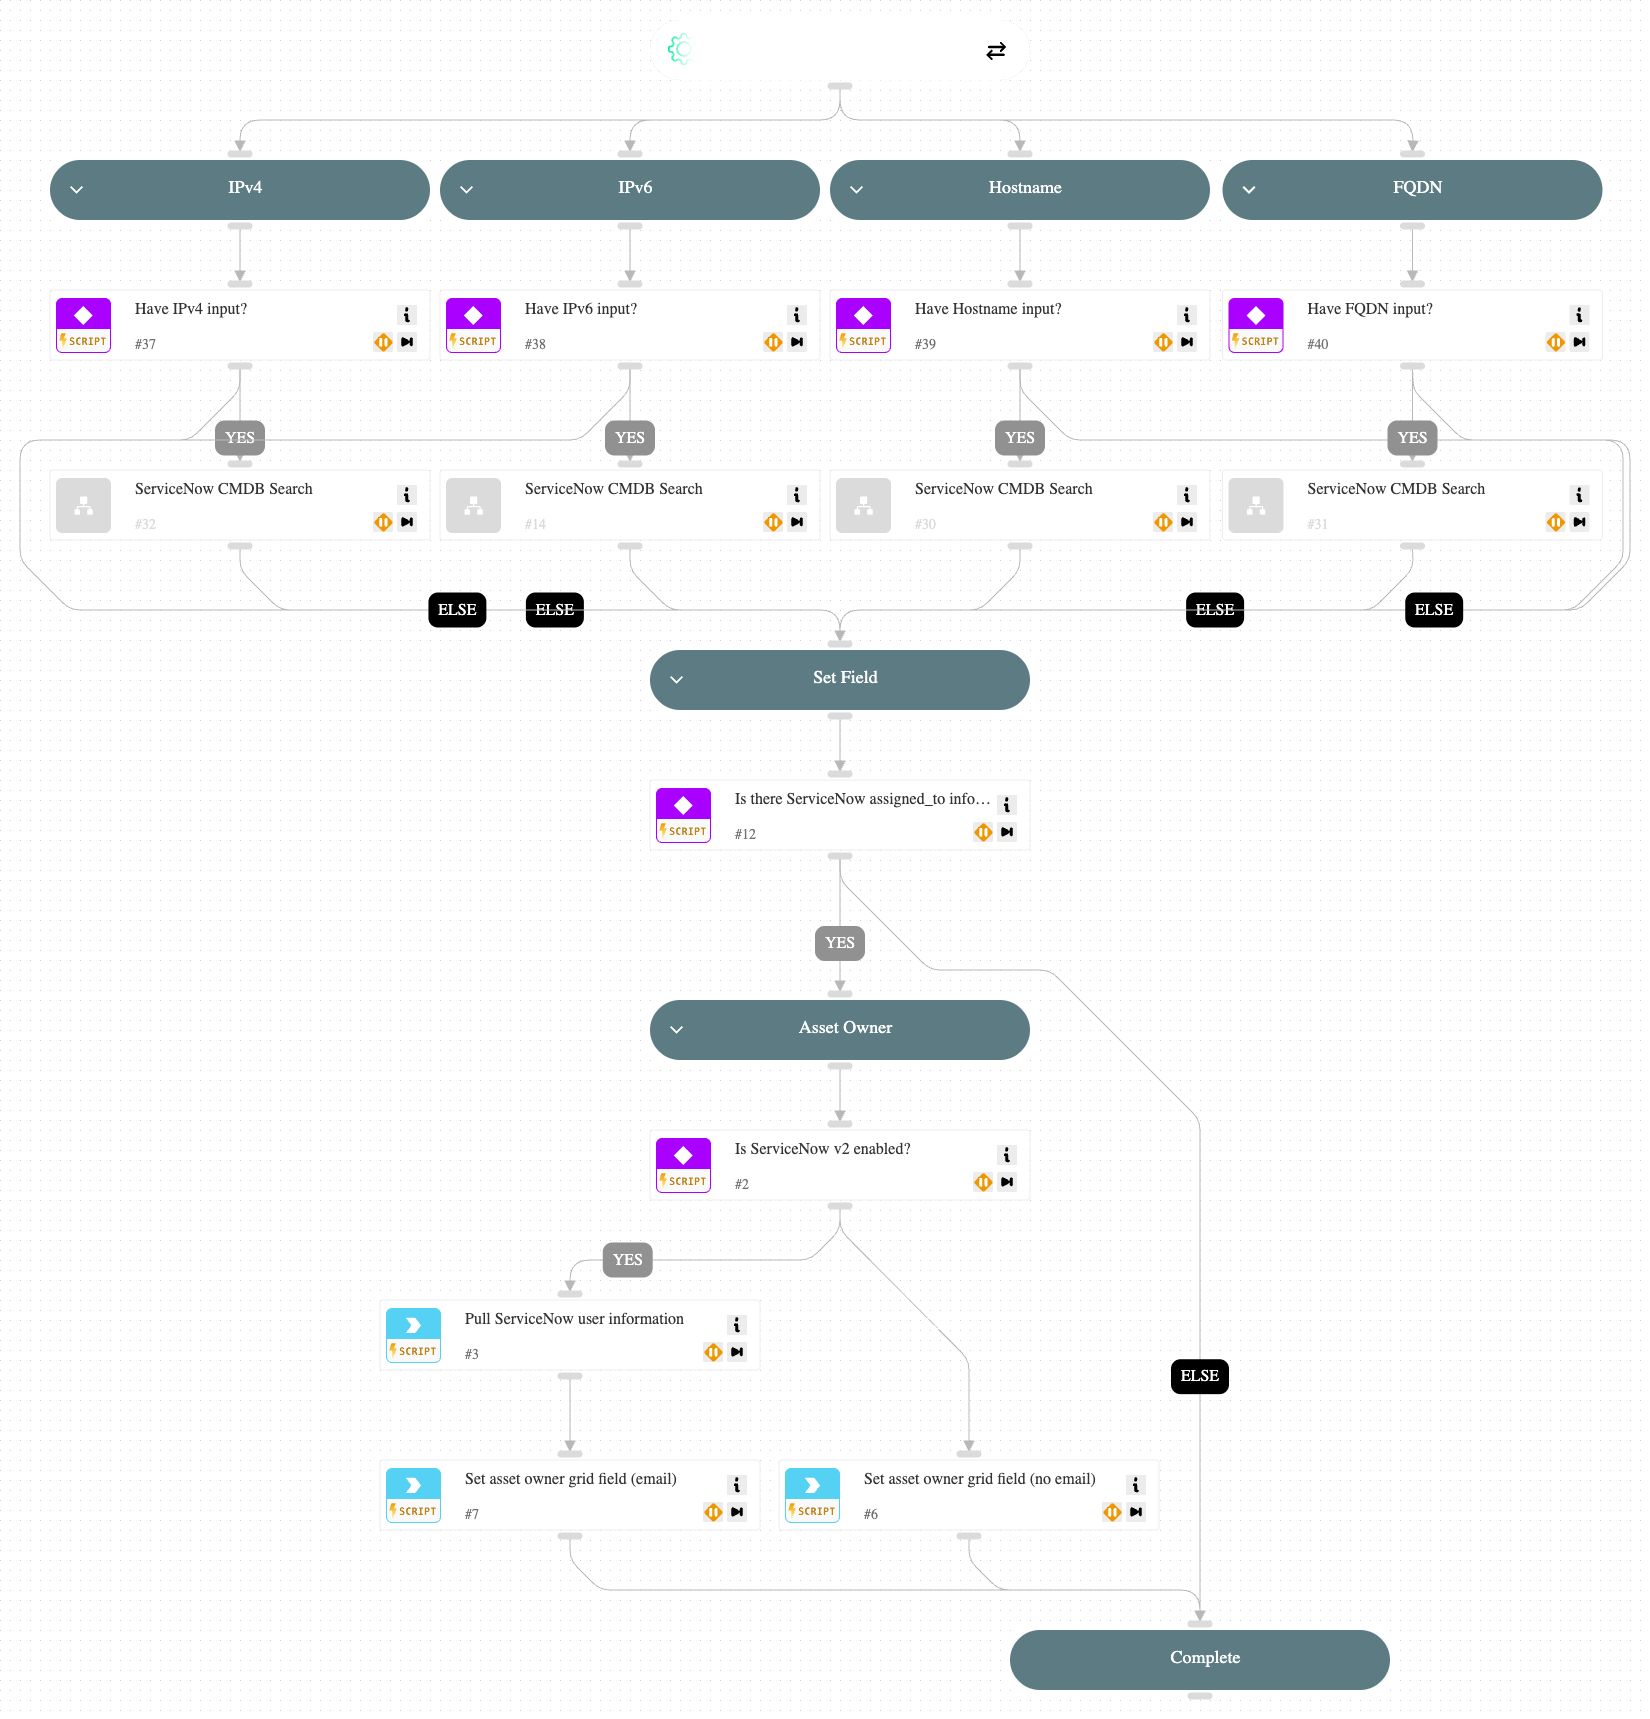 IPv4
IPv6
Hostname
FQDN
Have IPv4 input?
SCRIPT
#37
Have IPv6 input?
SCRIPT
#38
Have Hostname input?
SCRIPT
#39
Have FQDN input?
SCRIPT
#40
YES
YES
YES
YES
ServiceNow CMDB Search
#32
ServiceNow CMDB Search
#14
ServiceNow CMDB Search
#30
ServiceNow CMDB Search
#31
ELSE
ELSE
ELSE
ELSE
Set Field
Is there ServiceNow assigned_to info…
SCRIPT
#12
YES
Asset Owner
Is ServiceNow v2 enabled?
SCRIPT
#2
YES
Pull ServiceNow user information
SCRIPT
#3
ELSE
Set asset owner grid field (email)
SCRIPT
#7
Set asset owner grid field (no email)
SCRIPT
#6
Complete